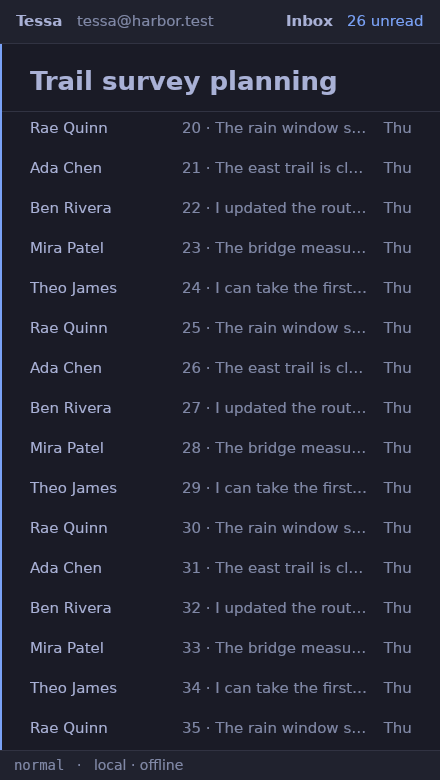 Tessa tessa@harbor.test Inbox 26 unread
Trail survey planning
Rae Quinn 20 · The rain window s… Thu
Ada Chen 21 · The east trail is cl… Thu
Ben Rivera 22 · I updated the rout… Thu
Mira Patel 23 · The bridge measu… Thu
Theo James 24 · I can take the first… Thu
Rae Quinn 25 · The rain window s… Thu
Ada Chen 26 · The east trail is cl… Thu
Ben Rivera 27 · I updated the rout… Thu
Mira Patel 28 · The bridge measu… Thu
Theo James 29 · I can take the first… Thu
Rae Quinn 30 · The rain window s… Thu
Ada Chen 31 · The east trail is cl… Thu
Ben Rivera 32 · I updated the rout… Thu
Mira Patel 33 · The bridge measu… Thu
Theo James 34 · I can take the first… Thu
Rae Quinn 35 · The rain window s… Thu
normal · local · offline